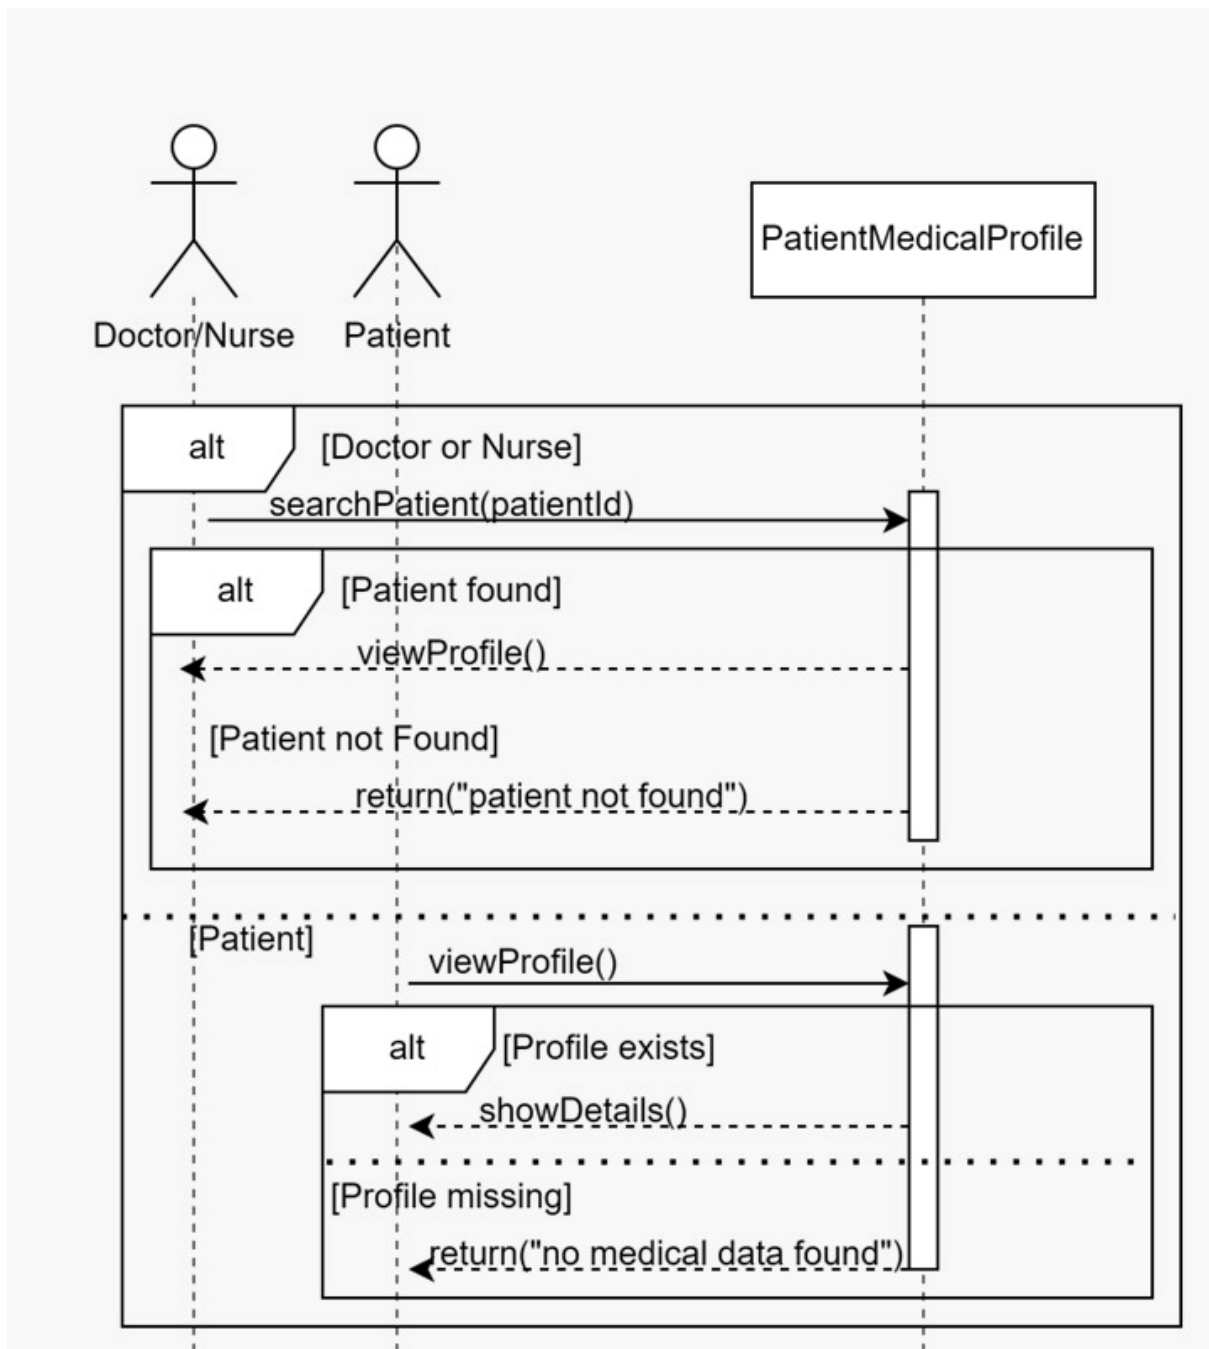 Doctor/Nurse
Patient
PatientMedicalProfile
alt
[Doctor or Nurse]
searchPatient(patientId)
alt
[Patient found]
viewProfile()
[Patient not Found]
return("patient not found")
[Patient]
viewProfile()
alt
[Profile exists]
showDetails()
[Profile missing]
return("no medical data found")